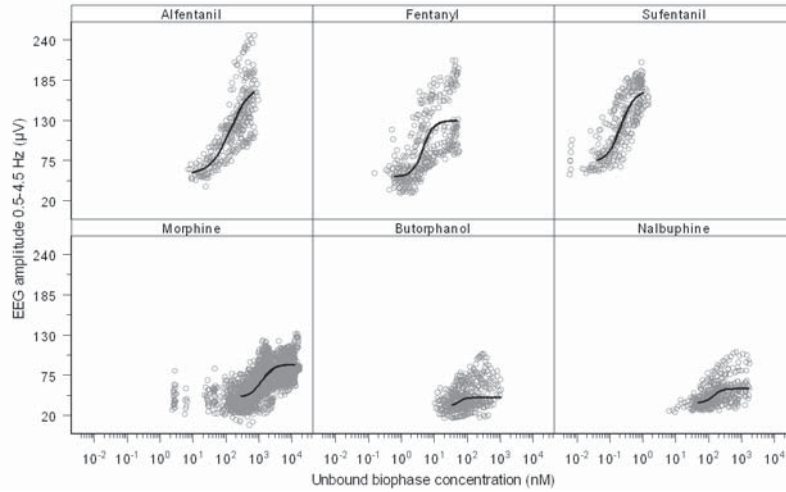 Alfentanil Fentanyl Sufentanil
240
185
130
75
20
Morphine Butorphanol Nalbuphine
240
185
130
75
20
EEG amplitude 0.5-4.5 Hz (µV)
10⁻² 10⁻¹ 10⁰ 10¹ 10² 10³ 10⁴ 10⁻² 10⁻¹ 10⁰ 10¹ 10² 10³ 10⁴ 10⁻² 10⁻¹ 10⁰ 10¹ 10² 10³ 10⁴
Unbound biophase concentration (nM)